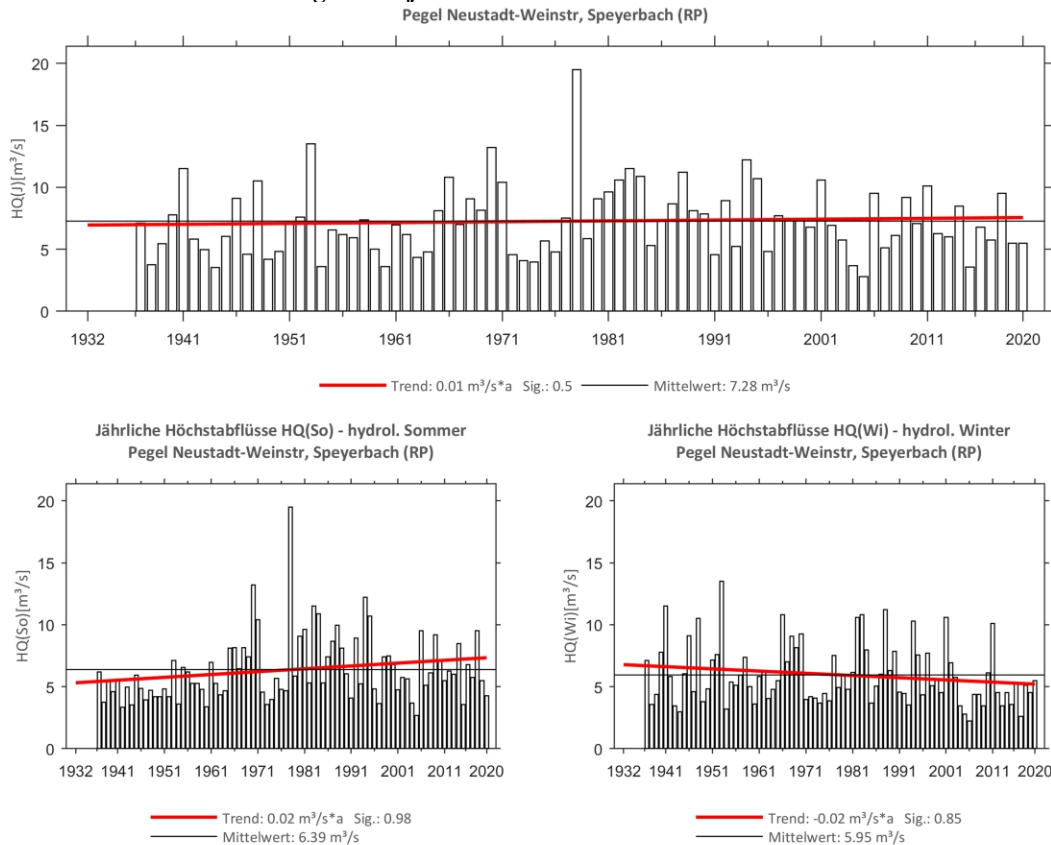 Pegel Neustadt-Weinstr, Speyerbach (RP)
HQ(J)[m³/s]
20
15
10
5
0
1932 1941 1951 1961 1971 1981 1991 2001 2011 2020
Trend: 0.01 m³/s*a Sig.: 0.5 Mittelwert: 7.28 m³/s
Jährliche Höchstabflüsse HQ(So) - hydrol. Sommer
Pegel Neustadt-Weinstr, Speyerbach (RP)
HQ(So)[m³/s]
20
15
10
5
0
1932 1941 1951 1961 1971 1981 1991 2001 2011 2020
Trend: 0.02 m³/s*a Sig.: 0.98
Mittelwert: 6.39 m³/s
Jährliche Höchstabflüsse HQ(Wi) - hydrol. Winter
Pegel Neustadt-Weinstr, Speyerbach (RP)
HQ(Wi)[m³/s]
20
15
10
5
0
1932 1941 1951 1961 1971 1981 1991 2001 2011 2020
Trend: -0.02 m³/s*a Sig.: 0.85
Mittelwert: 5.95 m³/s